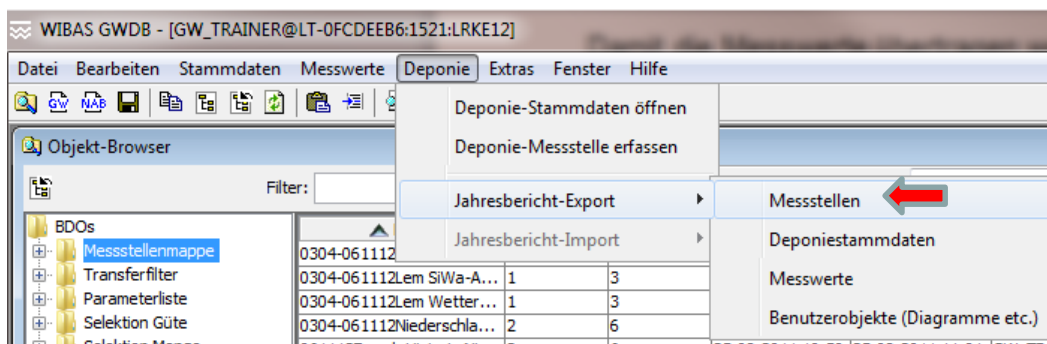 WIBAS GWDB - [GW_TRAINER@LT-0FCDEEB6:1521:LRKE12]
Datei Bearbeiten Stammdaten Messwerte Deponie Extras Fenster Hilfe
GW NAB
Deponie-Stammdaten öffnen
Objekt-Browser
Deponie-Messstelle erfassen
Filter:
Jahresbericht-Export
Messstellen
BDOs
Messstellenmappe
Jahresbericht-Import
Deponiestammdaten
0304-061112
Transferfilter
0304-061112Lem SiWa-A... 1 3
Messwerte
Parameterliste
0304-061112Lem Wetter... 1 3
Selektion Güte
0304-061112Niederschla... 2 6
Benutzerobjekte (Diagramme etc.)